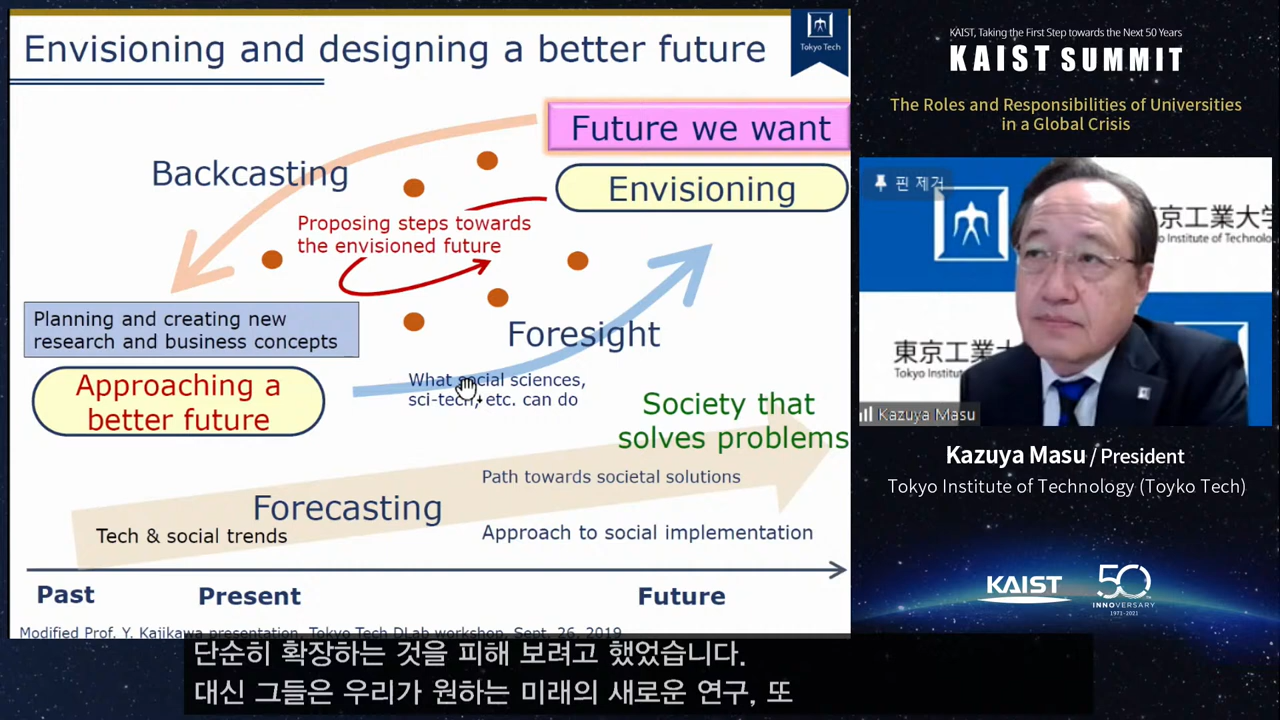 Envisioning and designing a better future
Tokyo Tech
Future we want
Backcasting
Envisioning
Proposing steps towards
the envisioned future
Planning and creating new
research and business concepts
Foresight
Approaching a
better future
What social sciences,
sci-tech, etc. can do
Society that
solves problems
Path towards societal solutions
Forecasting
Tech & social trends
Approach to social implementation
Past
Present
Future
Modified Prof. Y. Kajikawa presentation, Tokyo Tech DLab workshop, Sept. 26, 2019
KAIST, Taking the First Step towards the Next 50 Years
KAIST SUMMIT
The Roles and Responsibilities of Universities
in a Global Crisis
핀 제거
京工業大学
Institute of Technolo
東京工業大
Tokyo Institute
Kazuya Masu
Kazuya Masu / President
Tokyo Institute of Technology (Toyko Tech)
KAIST
50
INNOVERSARY
1971-2021
단순히 확장하는 것을 피해 보려고 했었습니다.
대신 그들은 우리가 원하는 미래의 새로운 연구, 또